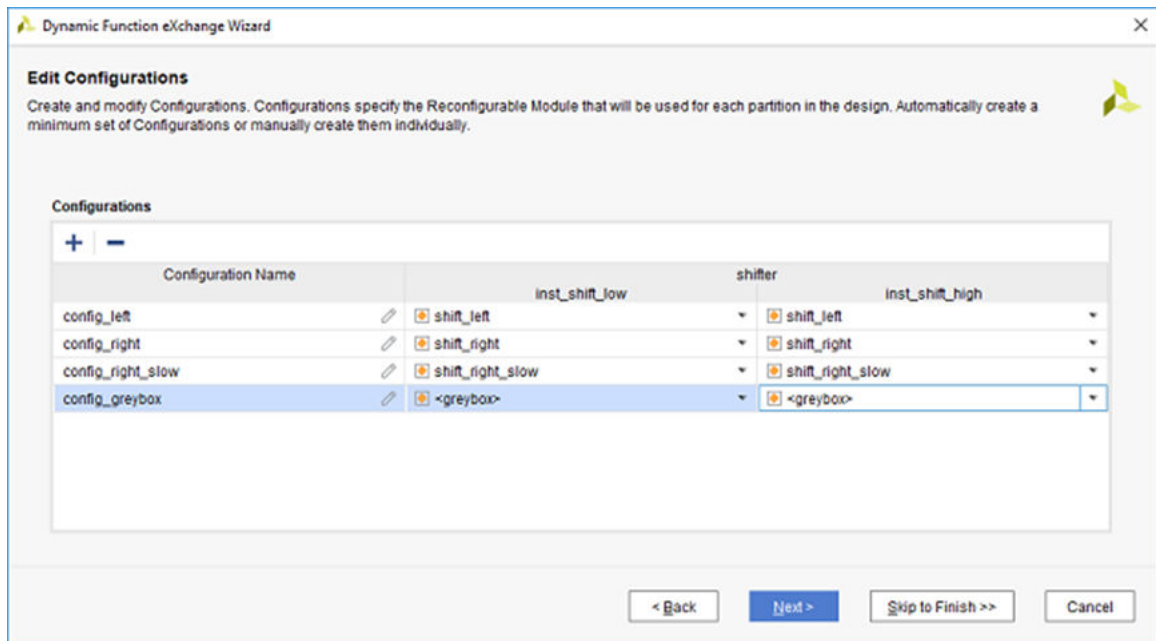 Dynamic Function eXchange Wizard
Edit Configurations
Create and modify Configurations. Configurations specify the Reconfigurable Module that will be used for each partition in the design. Automatically create a
minimum set of Configurations or manually create them individually.
Configurations
Configuration Name shifter
inst_shift_low inst_shift_high
config_left shift_left shift_left
config_right shift_right shift_right
config_right_slow shift_right_slow shift_right_slow
config_greybox <greybox> <greybox>
< Back Next > Skip to Finish >> Cancel